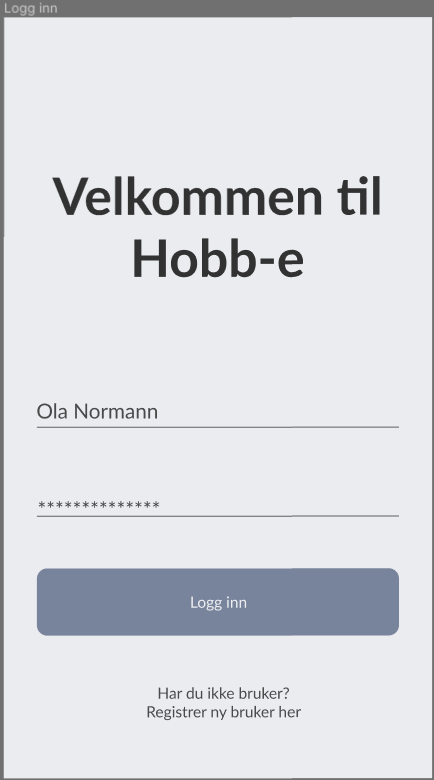 Logg inn
Velkommen til
Hobb-e
Ola Normann
**************
Logg inn
Har du ikke bruker?
Registrer ny bruker her